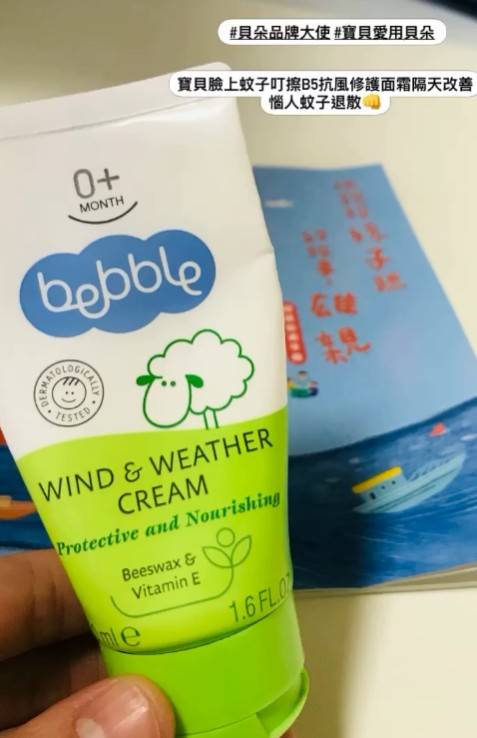 #貝朵品牌大使 #寶貝愛用貝朵
寶貝臉上蚊子叮擦B5抗風修護面霜隔天改善
惱人蚊子退散👊
0+
MONTH
bebble
DERMATOLOGICALLY
TESTED
WIND & WEATHER
CREAM
Protective and Nourishing
Beeswax &
Vitamin E
ml e
1.6 FL.OZ